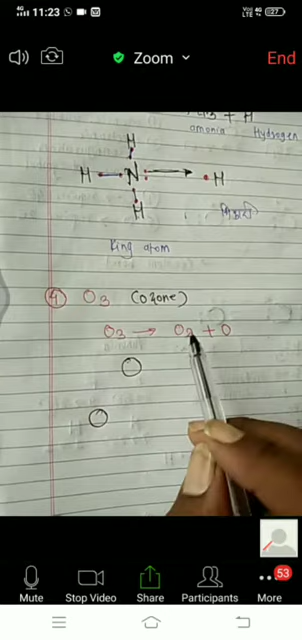 11:23
27
Zoom
End
+ H
amonia Hydrogen
H
H N H
H
King atom
4 O3 (ozone)
O3 → O2 + O
Mute Stop Video Share Participants More
53